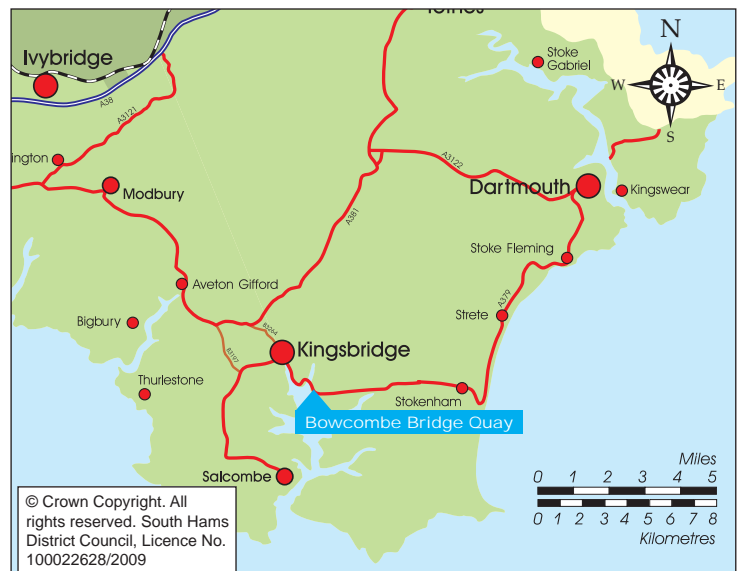 Totnes
N
Stoke
Gabriel
W
E
S
Ivybridge
A38
A3121
ington
Modbury
A3122
Dartmouth
Kingswear
A381
Stoke Fleming
Aveton Gifford
A379
Strete
Bigbury
B3264
Kingsbridge
B3197
Thurlestone
Stokenham
Bowcombe Bridge Quay
Salcombe
Miles
0 1 2 3 4 5
0 1 2 3 4 5 6 7 8
Kilometres
© Crown Copyright. All
rights reserved. South Hams
District Council, Licence No.
100022628/2009